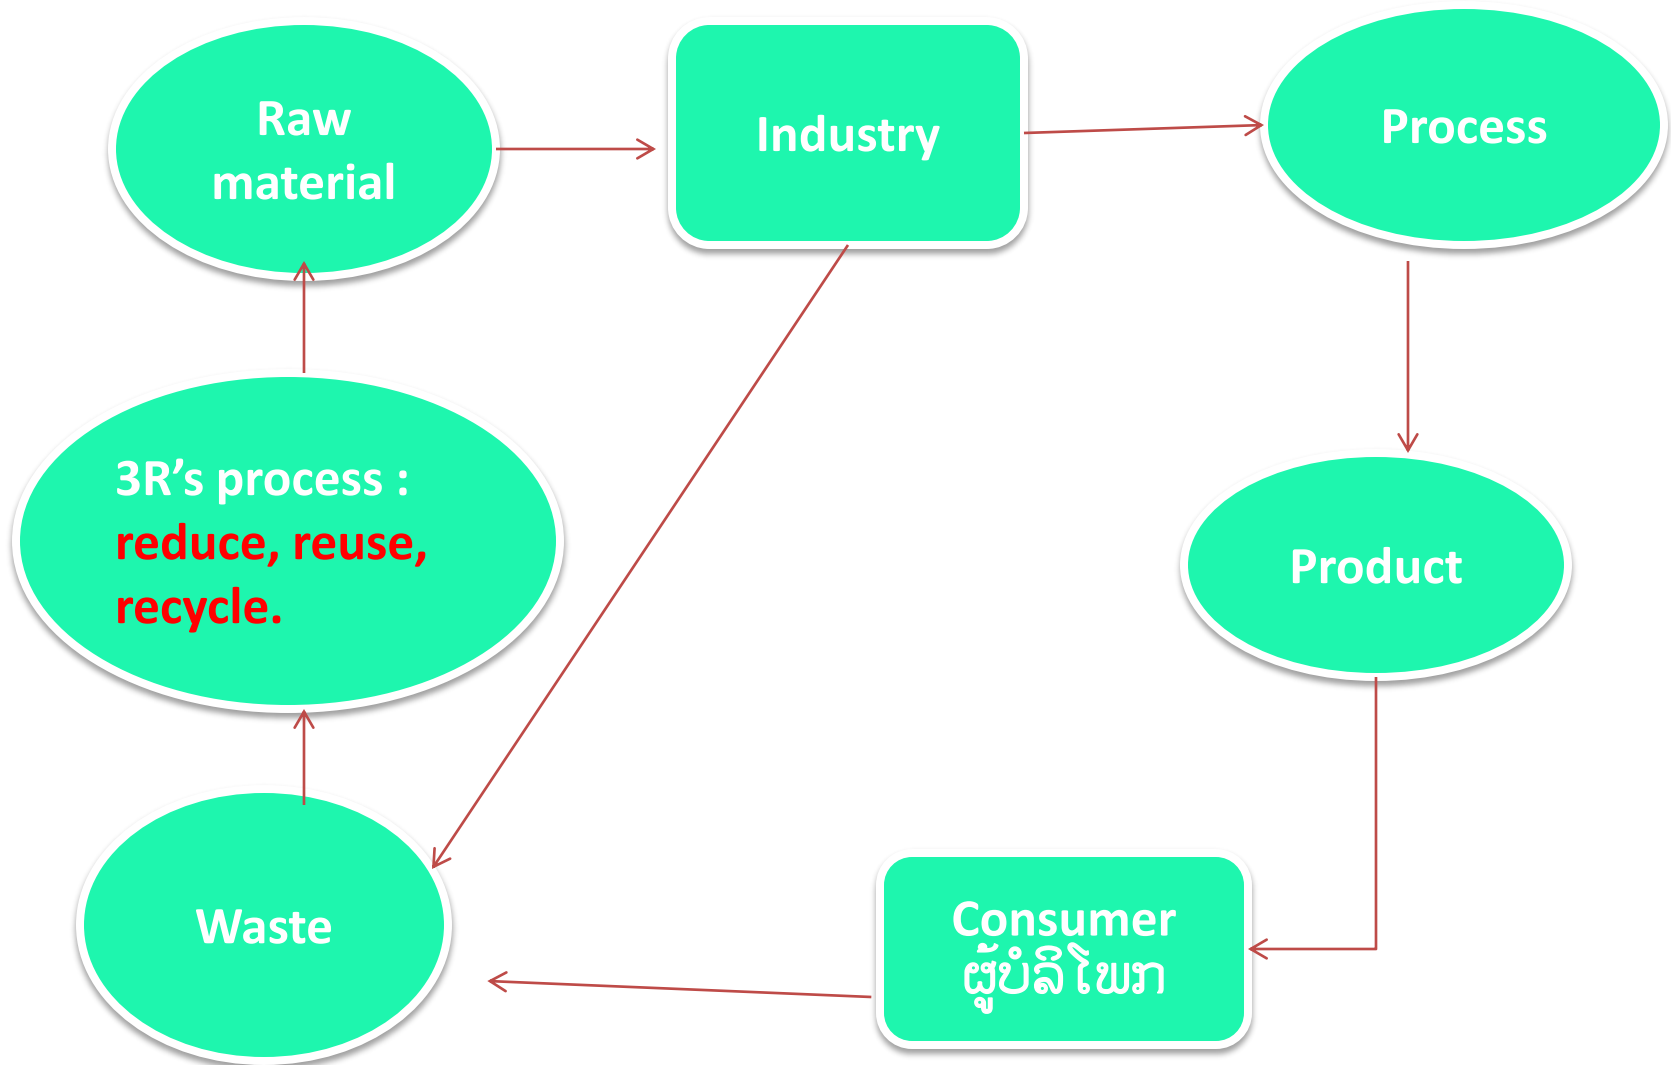 Raw
material
Industry
Process
3R’s process :
reduce, reuse,
recycle.
Product
Waste
Consumer
ຜູ້ບໍລິໂພກ